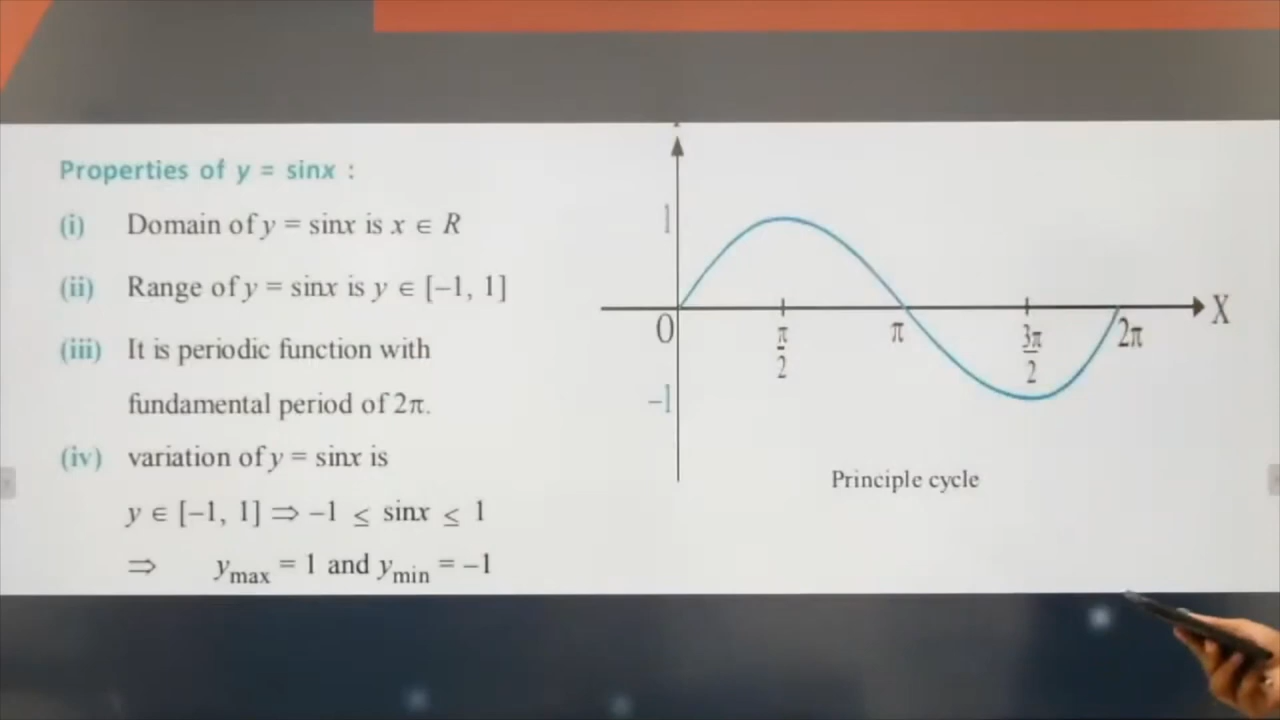 Properties of y = sinx :
(i) Domain of y = sinx is x ∈ R
(ii) Range of y = sinx is y ∈ [–1, 1]
(iii) It is periodic function with
fundamental period of 2π.
(iv) variation of y = sinx is
y ∈ [–1, 1] ⇒ –1 ≤ sinx ≤ 1
⇒ ymax = 1 and ymin = –1
1
0
–1
π/2
π
3π/2
2π
X
Principle cycle